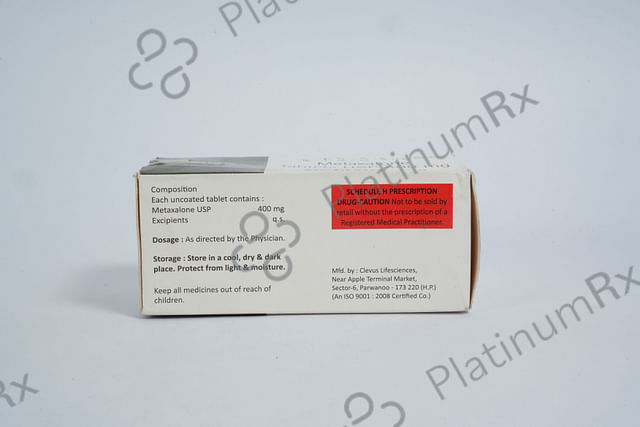 PlatinumRx
Composition
Each uncoated tablet contains :
Metaxalone USP 400 mg
Excipients q.s.
Dosage : As directed by the Physician.
Storage : Store in a cool, dry & dark
place. Protect from light & moisture.
Keep all medicines out of reach of
children.
SCHEDULE H PRESCRIPTION
DRUG-CAUTION Not to be sold by
retail without the prescription of a
Registered Medical Practitioner.
Mfd. by : Clevus Lifesciences,
Near Apple Terminal Market,
Sector-6, Parwanoo - 173 220 (H.P.)
(An ISO 9001 : 2008 Certified Co.)
PlatinumRx